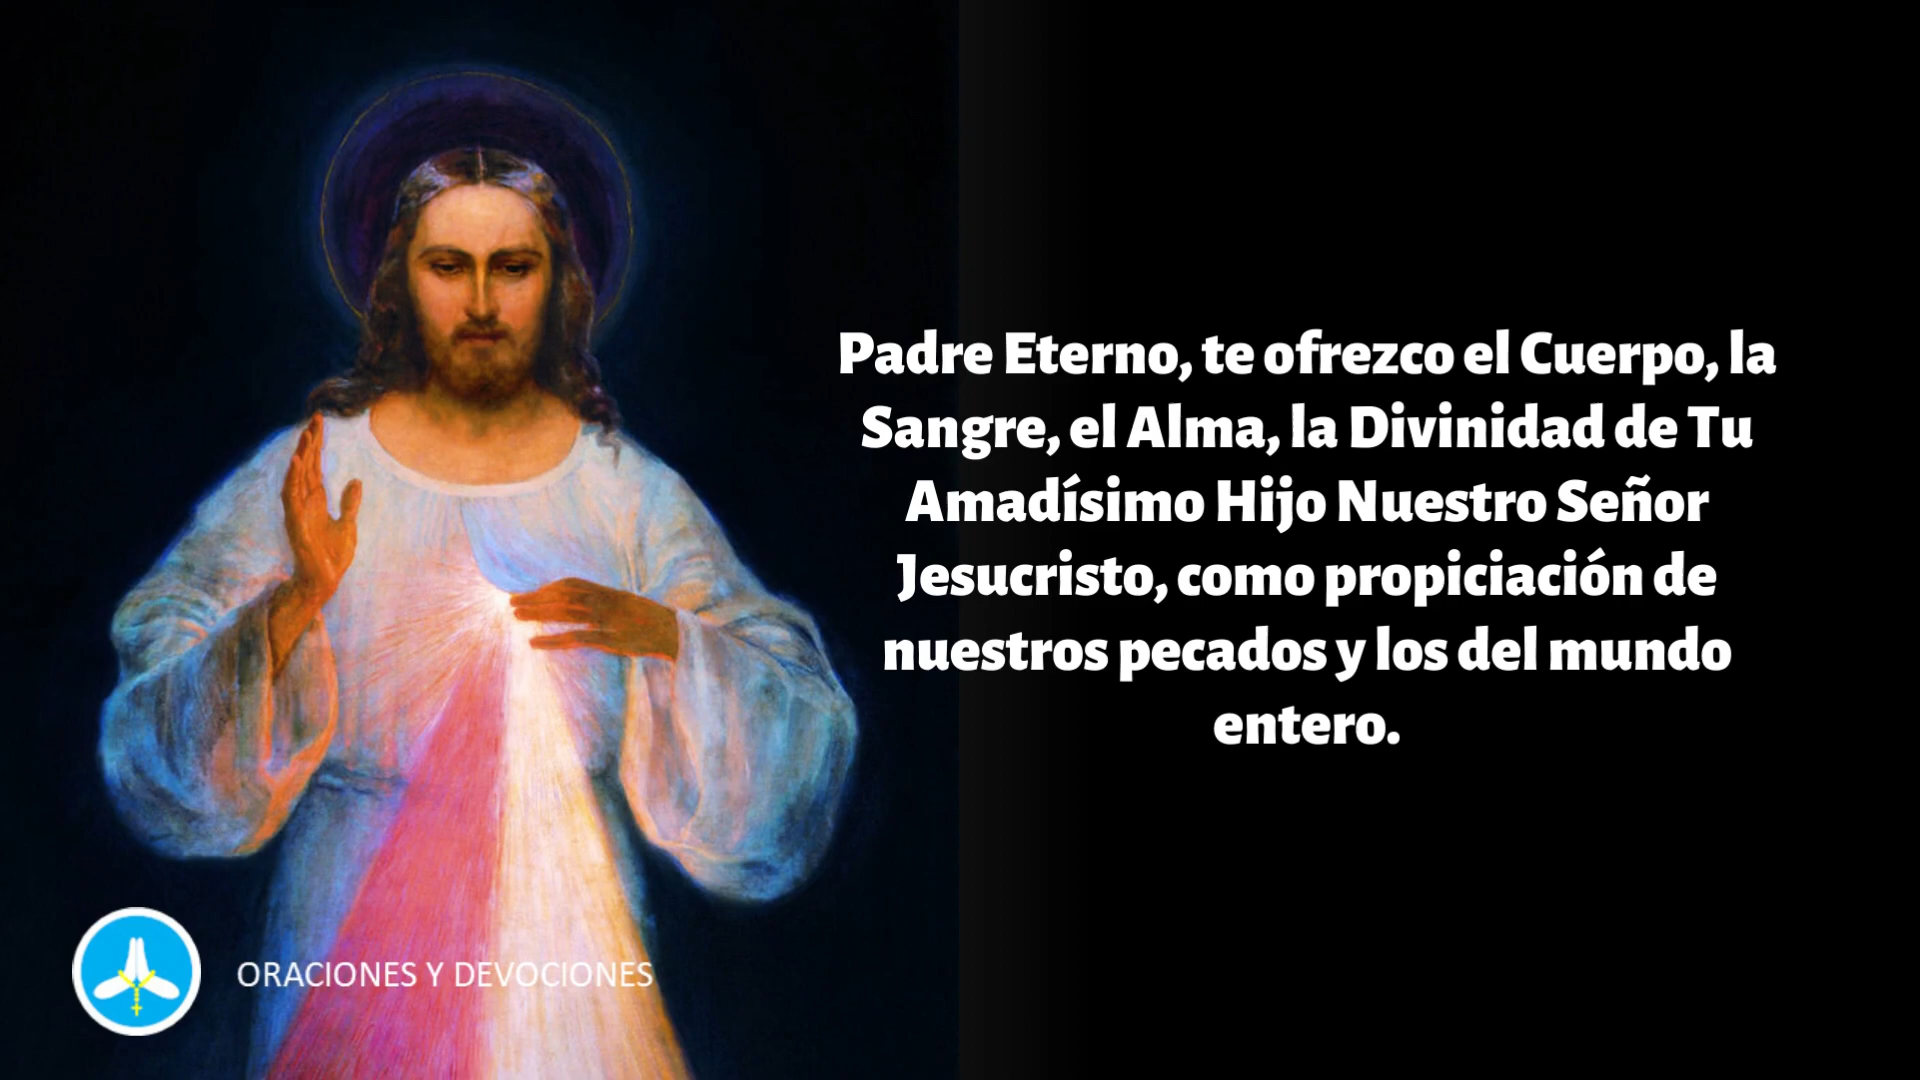 Padre Eterno, te ofrezco el Cuerpo, la
Sangre, el Alma, la Divinidad de Tu
Amadísimo Hijo Nuestro Señor
Jesucristo, como propiciación de
nuestros pecados y los del mundo
entero.
ORACIONES Y DEVOCIONES